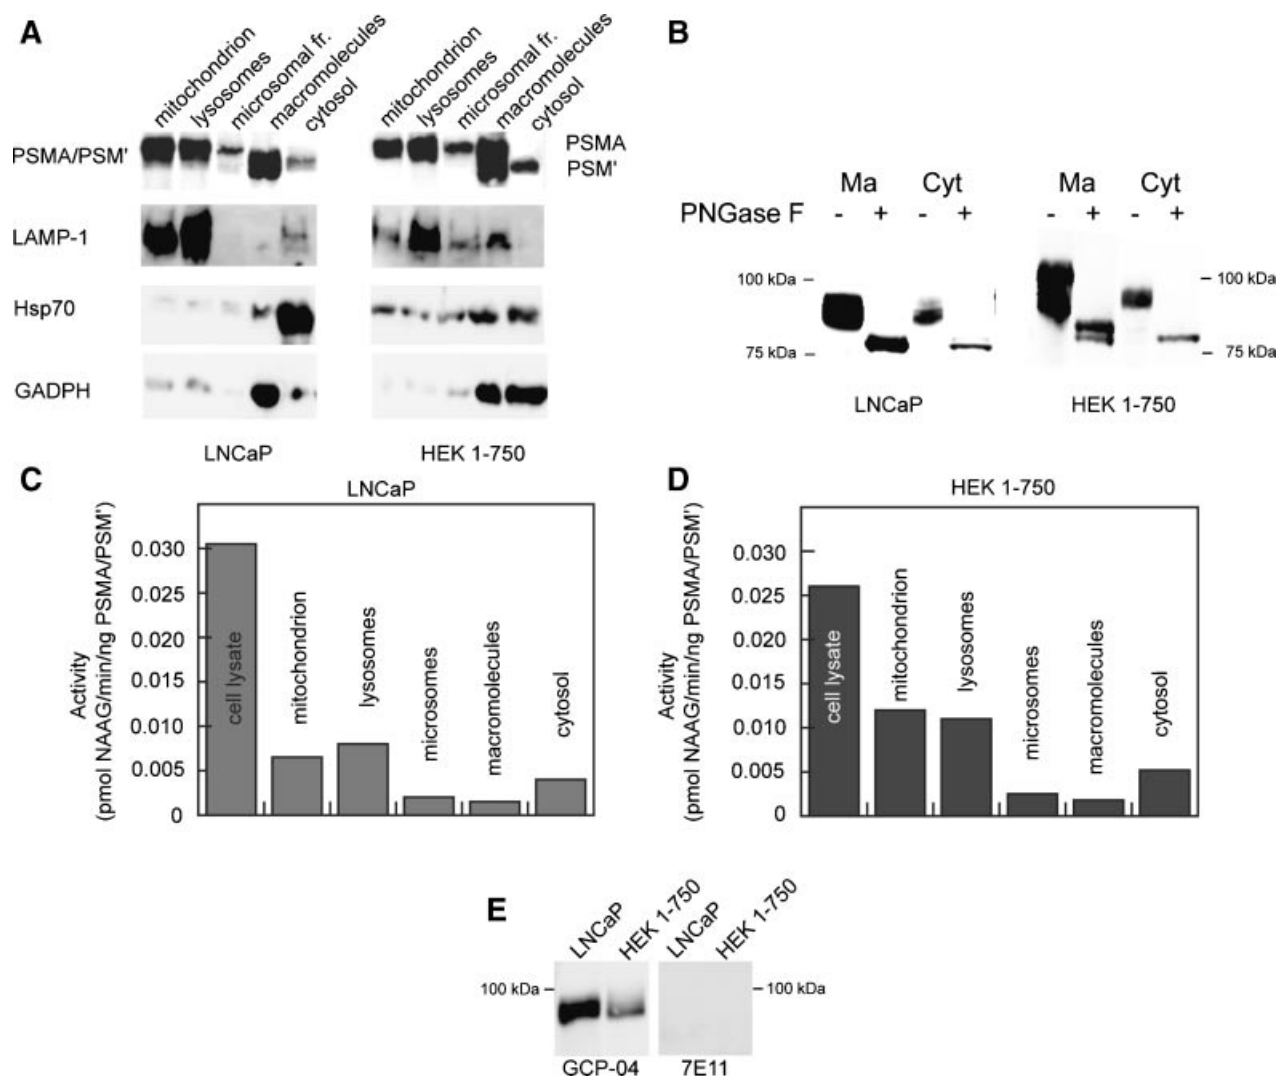 A
mitochondrion
lysosomes
microsomal fr.
macromolecules
cytosol
mitochondrion
lysosomes
microsomal fr.
macromolecules
cytosol
PSMA/PSM'
PSMA
PSM'
LAMP-1
Hsp70
GADPH
LNCaP
HEK 1-750
B
Ma Cyt
Ma Cyt
PNGase F - + - +
- + - +
100 kDa
75 kDa
100 kDa
75 kDa
LNCaP
HEK 1-750
C
LNCaP
Activity
(pmol NAAG/min/ng PSMA/PSM')
0.030
0.025
0.020
0.015
0.010
0.005
0
cell lysate
mitochondrion
lysosomes
microsomes
macromolecules
cytosol
D
HEK 1-750
Activity
(pmol NAAG/min/ng PSMA/PSM')
0.030
0.025
0.020
0.015
0.010
0.005
0
cell lysate
mitochondrion
lysosomes
microsomes
macromolecules
cytosol
E
LNCaP
HEK 1-750
LNCaP
HEK 1-750
100 kDa
100 kDa
GCP-04
7E11